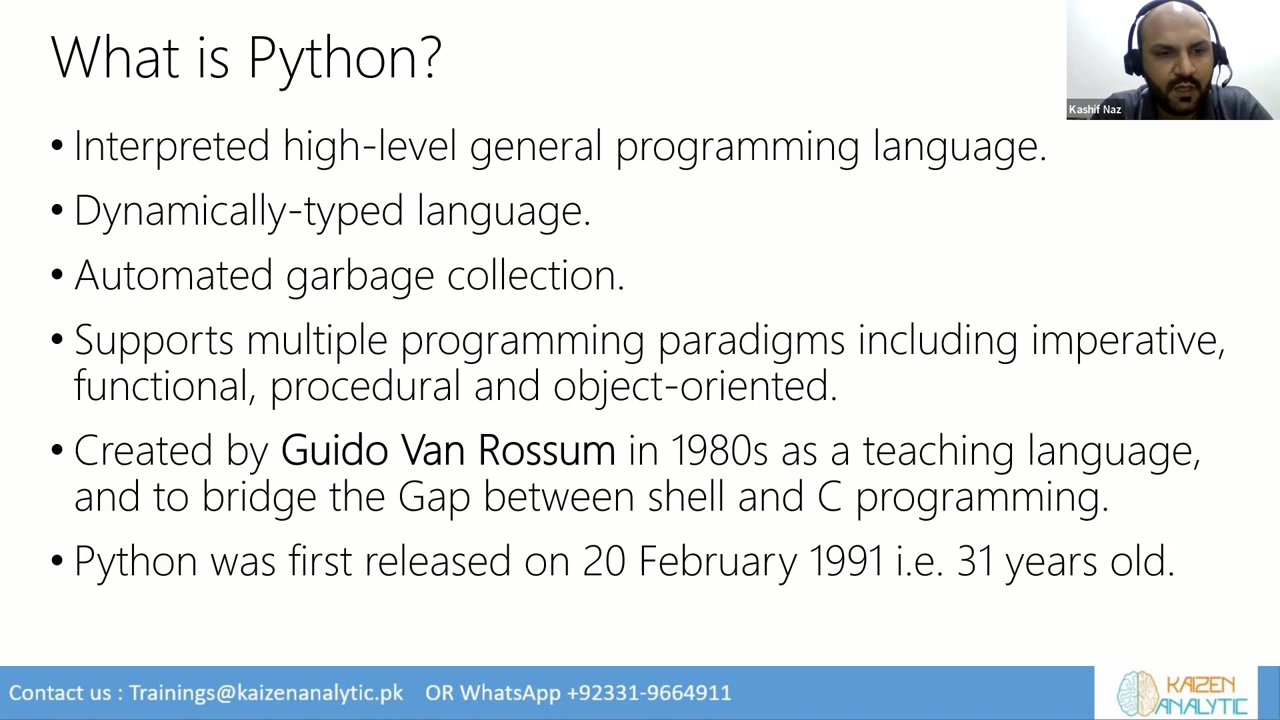 What is Python?
Kashif Naz
• Interpreted high-level general programming language.
• Dynamically-typed language.
• Automated garbage collection.
• Supports multiple programming paradigms including imperative,
functional, procedural and object-oriented.
• Created by Guido Van Rossum in 1980s as a teaching language,
and to bridge the Gap between shell and C programming.
• Python was first released on 20 February 1991 i.e. 31 years old.
Contact us : Trainings@kaizenanalytic.pk OR WhatsApp +92331-9664911
KAIZEN
ANALYTIC